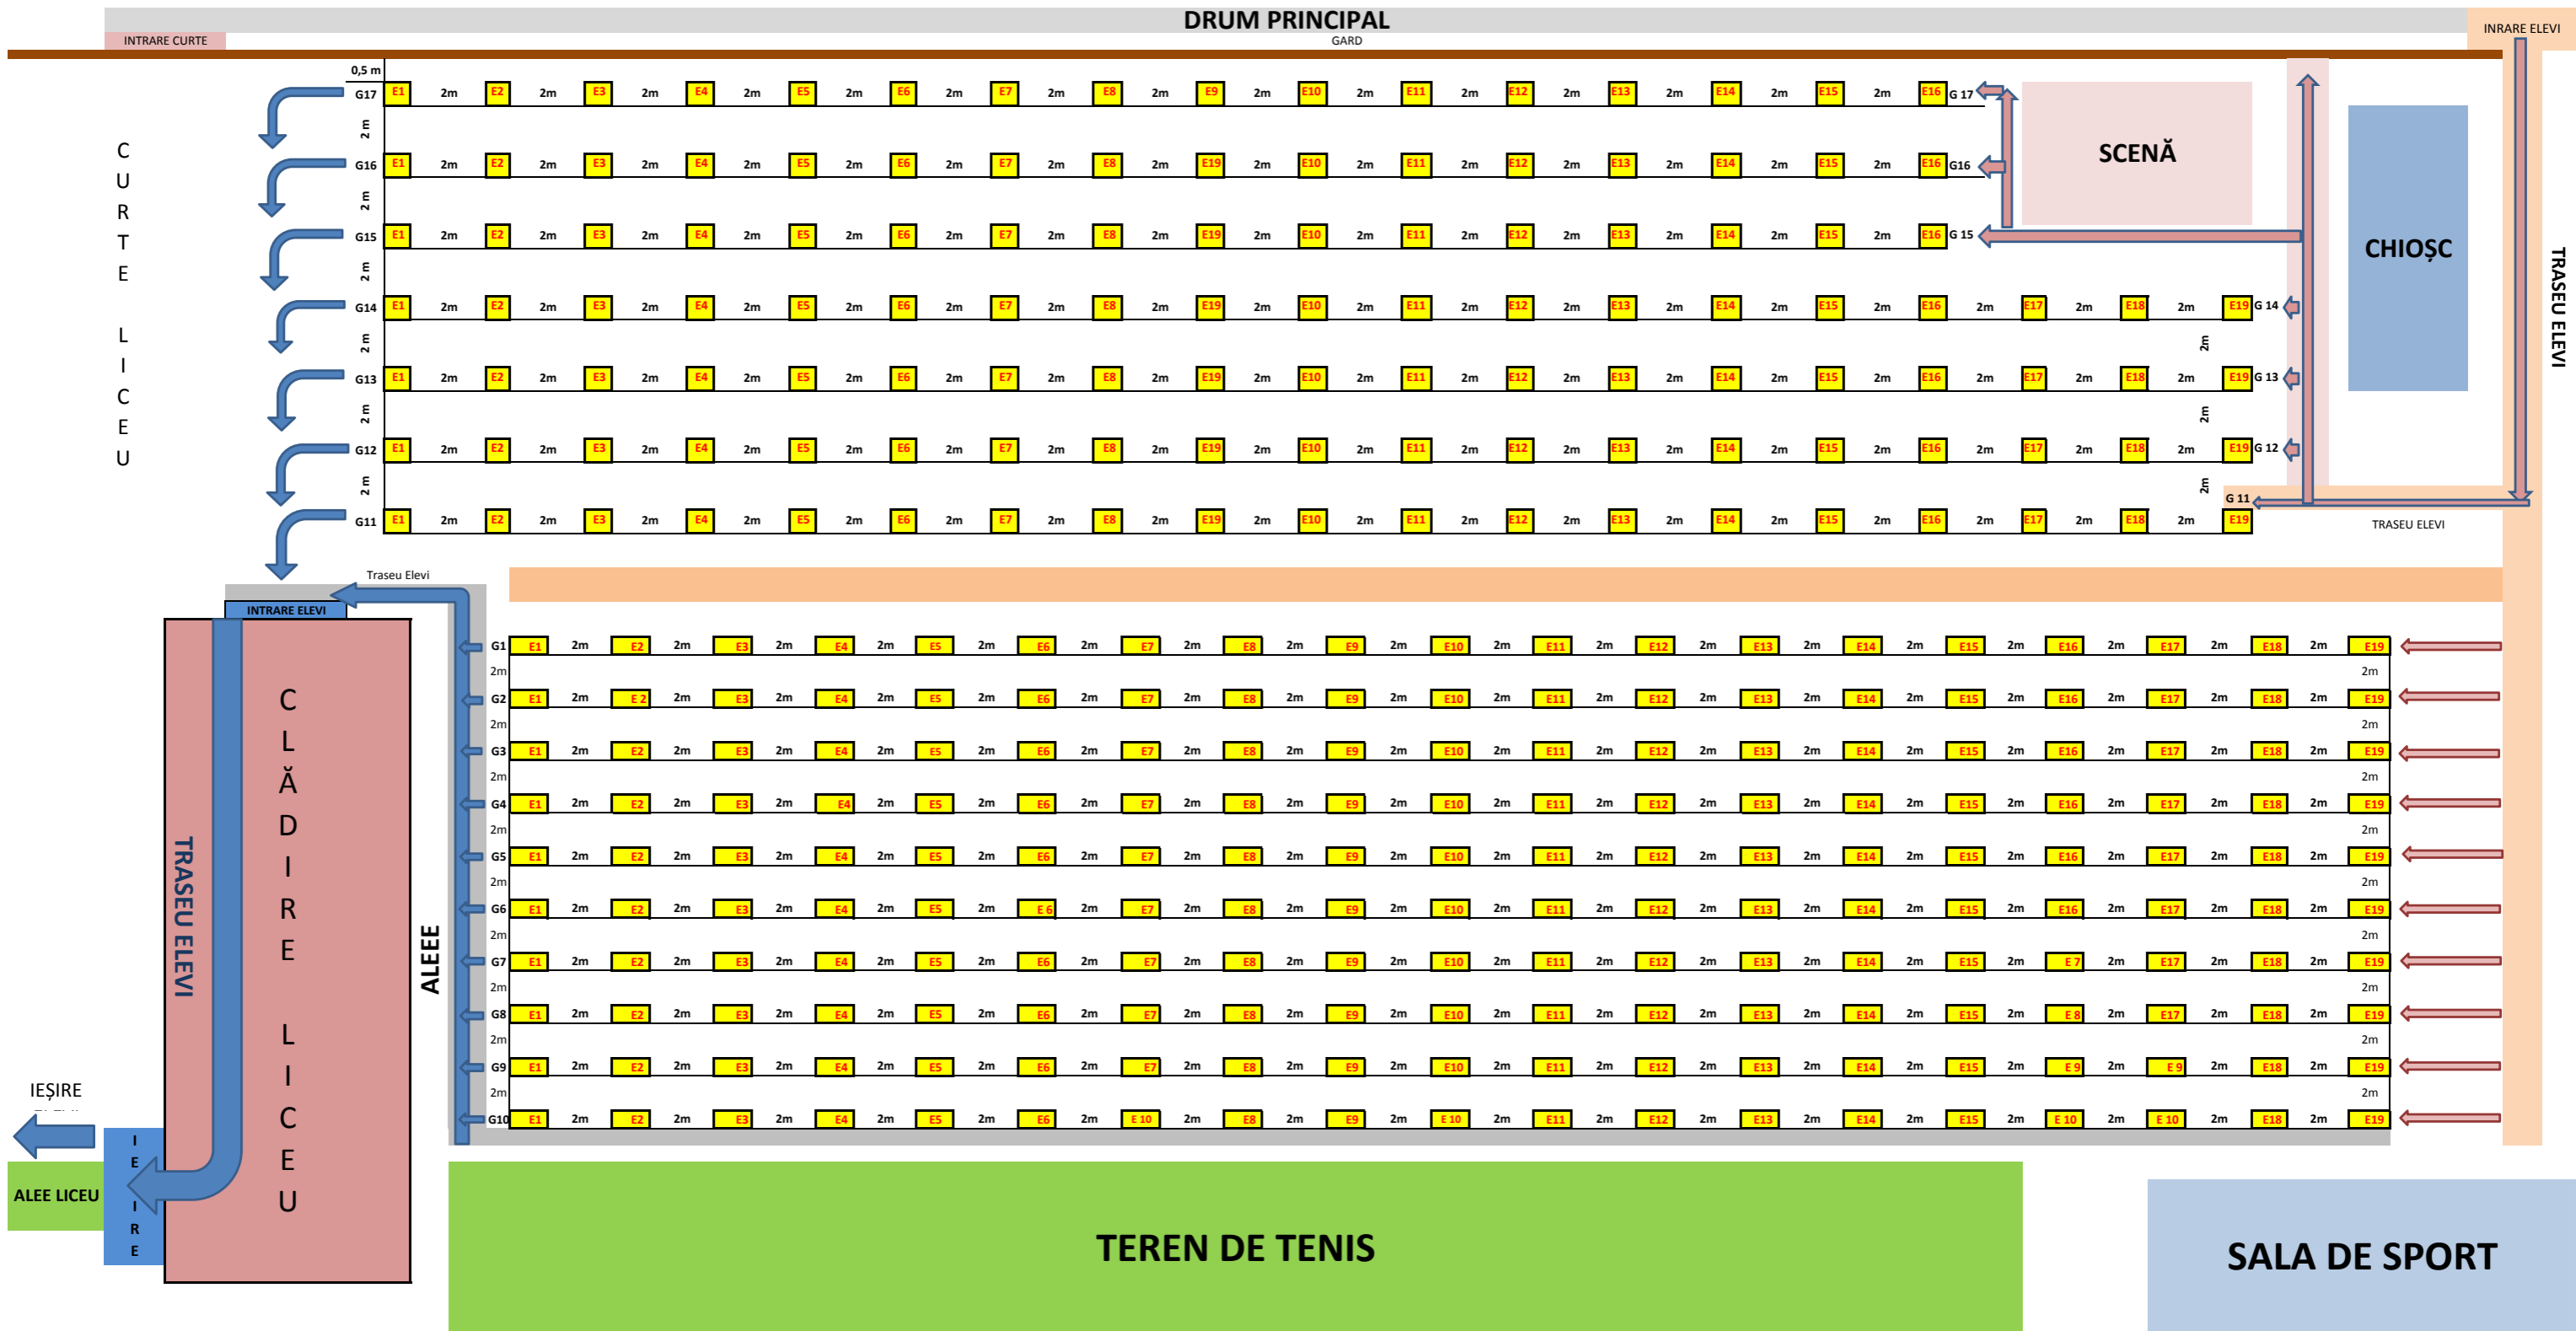 DRUM PRINCIPAL
INTRARE CURTE
GARD
INRARE ELEVI
0,5 m
G17 E1 2m E2 2m E3 2m E4 2m E5 2m E6 2m E7 2m E8 2m E9 2m E10 2m E11 2m E12 2m E13 2m E14 2m E15 2m E16 G 17
2 m
G16 E1 2m E2 2m E3 2m E4 2m E5 2m E6 2m E7 2m E8 2m E19 2m E10 2m E11 2m E12 2m E13 2m E14 2m E15 2m E16 G16
SCENĂ
2 m
G15 E1 2m E2 2m E3 2m E4 2m E5 2m E6 2m E7 2m E8 2m E19 2m E10 2m E11 2m E12 2m E13 2m E14 2m E15 2m E16 G 15
CHIOȘC
2 m
G14 E1 2m E2 2m E3 2m E4 2m E5 2m E6 2m E7 2m E8 2m E19 2m E10 2m E11 2m E12 2m E13 2m E14 2m E15 2m E16 2m E17 2m E18 2m E19 G 14
2 m 2m
G13 E1 2m E2 2m E3 2m E4 2m E5 2m E6 2m E7 2m E8 2m E19 2m E10 2m E11 2m E12 2m E13 2m E14 2m E15 2m E16 2m E17 2m E18 2m E19 G 13
2 m 2m
G12 E1 2m E2 2m E3 2m E4 2m E5 2m E6 2m E7 2m E8 2m E19 2m E10 2m E11 2m E12 2m E13 2m E14 2m E15 2m E16 2m E17 2m E18 2m E19 G 12
2 m 2m
G 11
G11 E1 2m E2 2m E3 2m E4 2m E5 2m E6 2m E7 2m E8 2m E19 2m E10 2m E11 2m E12 2m E13 2m E14 2m E15 2m E16 2m E17 2m E18 2m E19
TRASEU ELEVI
TRASEU ELEVI
CURTE LICEU
Traseu Elevi
INTRARE ELEVI
G1 E1 2m E2 2m E3 2m E4 2m E5 2m E6 2m E7 2m E8 2m E9 2m E10 2m E11 2m E12 2m E13 2m E14 2m E15 2m E16 2m E17 2m E18 2m E19
2m 2m
G2 E1 2m E 2 2m E3 2m E4 2m E5 2m E6 2m E7 2m E8 2m E9 2m E10 2m E11 2m E12 2m E13 2m E14 2m E15 2m E16 2m E17 2m E18 2m E19
2m 2m
G3 E1 2m E2 2m E3 2m E4 2m E5 2m E6 2m E7 2m E8 2m E9 2m E10 2m E11 2m E12 2m E13 2m E14 2m E15 2m E16 2m E17 2m E18 2m E19
2m 2m
G4 E1 2m E2 2m E3 2m E4 2m E5 2m E6 2m E7 2m E8 2m E9 2m E10 2m E11 2m E12 2m E13 2m E14 2m E15 2m E16 2m E17 2m E18 2m E19
2m 2m
G5 E1 2m E2 2m E3 2m E4 2m E5 2m E6 2m E7 2m E8 2m E9 2m E10 2m E11 2m E12 2m E13 2m E14 2m E15 2m E16 2m E17 2m E18 2m E19
2m 2m
G6 E1 2m E2 2m E3 2m E4 2m E5 2m E 6 2m E7 2m E8 2m E9 2m E10 2m E11 2m E12 2m E13 2m E14 2m E15 2m E16 2m E17 2m E18 2m E19
2m 2m
G7 E1 2m E2 2m E3 2m E4 2m E5 2m E6 2m E7 2m E8 2m E9 2m E10 2m E11 2m E12 2m E13 2m E14 2m E15 2m E 7 2m E17 2m E18 2m E19
2m 2m
G8 E1 2m E2 2m E3 2m E4 2m E5 2m E6 2m E7 2m E8 2m E9 2m E10 2m E11 2m E12 2m E13 2m E14 2m E15 2m E 8 2m E17 2m E18 2m E19
2m 2m
G9 E1 2m E2 2m E3 2m E4 2m E5 2m E6 2m E7 2m E8 2m E9 2m E10 2m E11 2m E12 2m E13 2m E14 2m E15 2m E 9 2m E 9 2m E18 2m E19
2m 2m
G10 E1 2m E2 2m E3 2m E4 2m E5 2m E6 2m E 10 2m E8 2m E9 2m E 10 2m E11 2m E12 2m E13 2m E14 2m E15 2m E 10 2m E 10 2m E18 2m E19
ALEEE
CLĂDIRE LICEU
TRASEU ELEVI
IEȘIRE
ALEE LICEU
I
E
I
R
E
TEREN DE TENIS
SALA DE SPORT